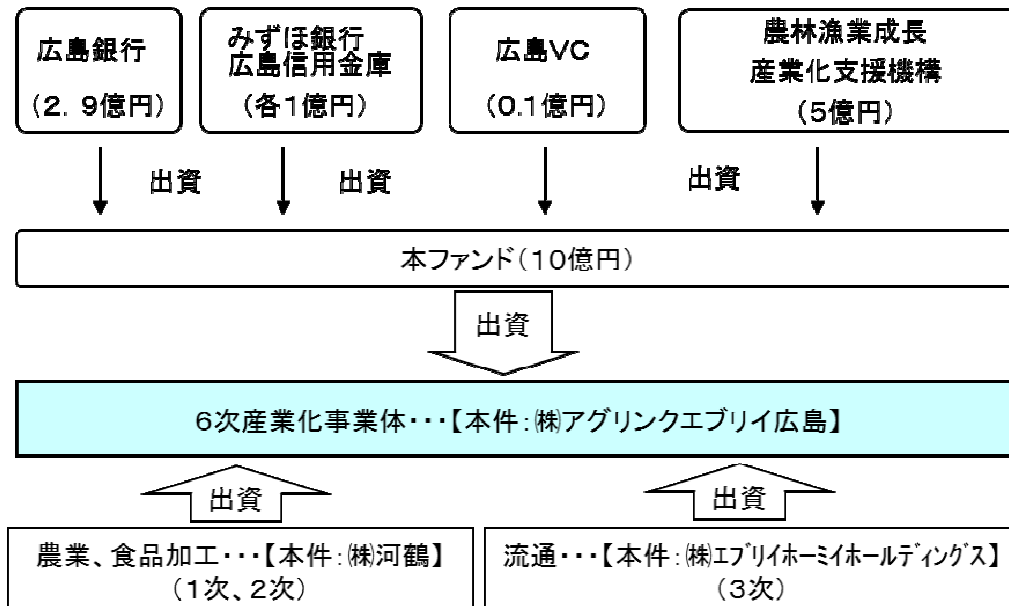 広島銀行
(2.9億円)
みずほ銀行
広島信用金庫
(各1億円)
広島VC
(0.1億円)
農林漁業成長
産業化支援機構
(5億円)
出資
出資
出資
本ファンド(10億円)
出資
6次産業化事業体・・・【本件:㈱アグリンクエブリイ広島】
出資
出資
農業、食品加工・・・【本件:㈱河鶴】
(1次、2次)
流通・・・【本件:㈱エブリイホーミイホールディングス】
(3次)